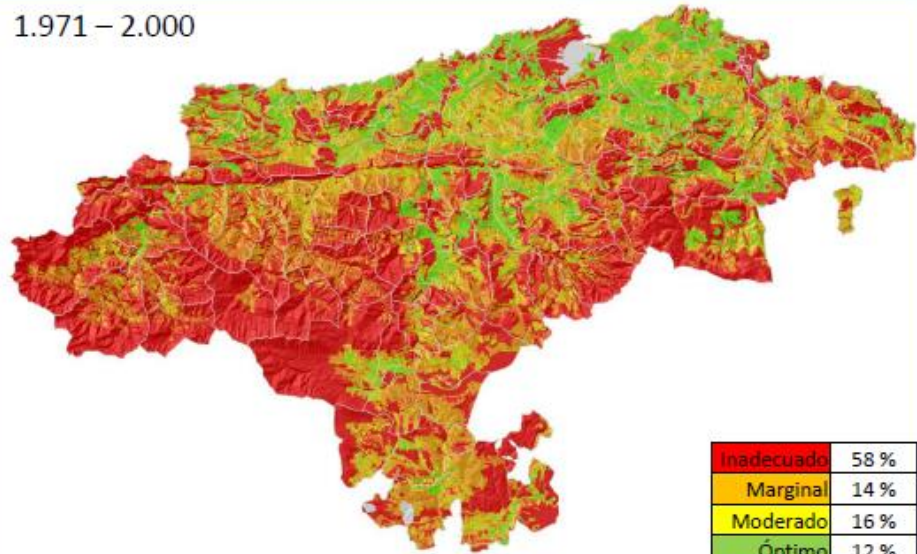 1.971 – 2.000
Inadecuado 58 %
Marginal 14 %
Moderado 16 %
Óptimo 12 %